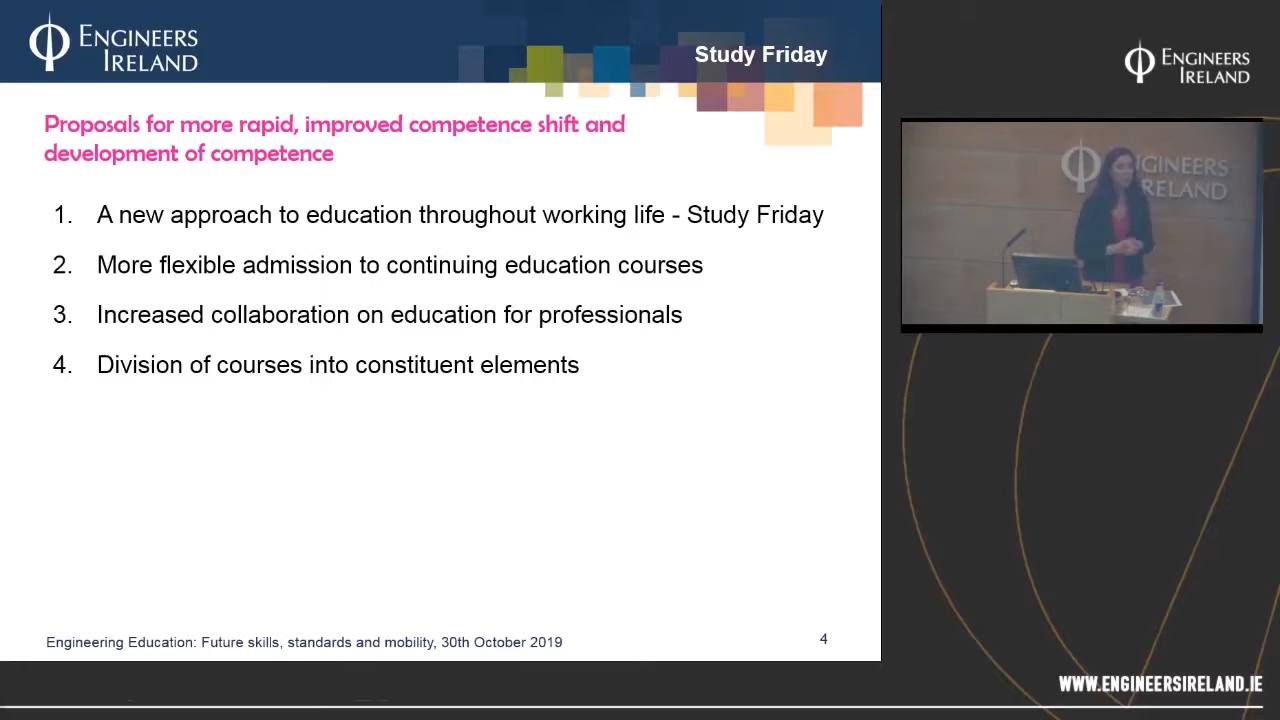 ENGINEERS
IRELAND
Study Friday
Proposals for more rapid, improved competence shift and
development of competence
1. A new approach to education throughout working life - Study Friday
2. More flexible admission to continuing education courses
3. Increased collaboration on education for professionals
4. Division of courses into constituent elements
Engineering Education: Future skills, standards and mobility, 30th October 2019
4
ENGINEERS
IRELAND
ENGINEERS
IRELAND
WWW.ENGINEERSIRELAND.IE